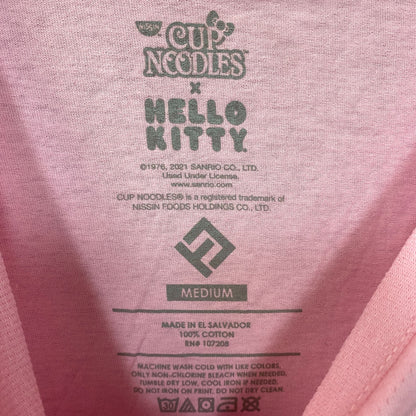 NISSIN
CUP
NOODLES
x
HELLO
KITTY
©1976, 2021 SANRIO CO., LTD.
Used Under License.
www.sanrio.com
CUP NOODLES® is a registered trademark of
NISSIN FOODS HOLDINGS CO., LTD.
MEDIUM
MADE IN EL SALVADOR
100% COTTON
RN# 107208
MACHINE WASH COLD WITH LIKE COLORS,
ONLY NON-CHLORINE BLEACH WHEN NEEDED,
TUMBLE DRY LOW, COOL IRON IF NEEDED,
DO NOT IRON ON PRINT, DO NOT DRY CLEAN.
30